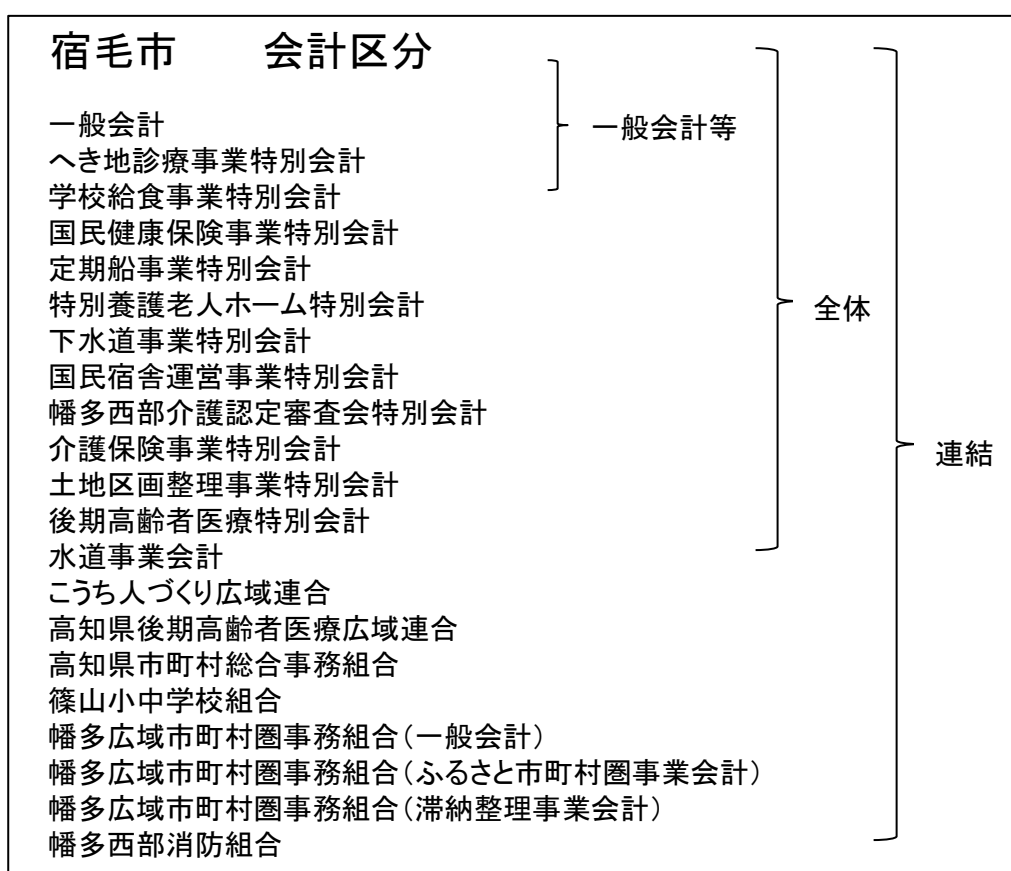 宿毛市　　会計区分
一般会計
へき地診療事業特別会計
学校給食事業特別会計
国民健康保険事業特別会計
定期船事業特別会計
特別養護老人ホーム特別会計
下水道事業特別会計
国民宿舎運営事業特別会計
幡多西部介護認定審査会特別会計
介護保険事業特別会計
土地区画整理事業特別会計
後期高齢者医療特別会計
水道事業会計
こうち人づくり広域連合
高知県後期高齢者医療広域連合
高知県市町村総合事務組合
篠山小中学校組合
幡多広域市町村圏事務組合（一般会計）
幡多広域市町村圏事務組合（ふるさと市町村圏事業会計）
幡多広域市町村圏事務組合（滞納整理事業会計）
幡多西部消防組合
一般会計等
全体
連結